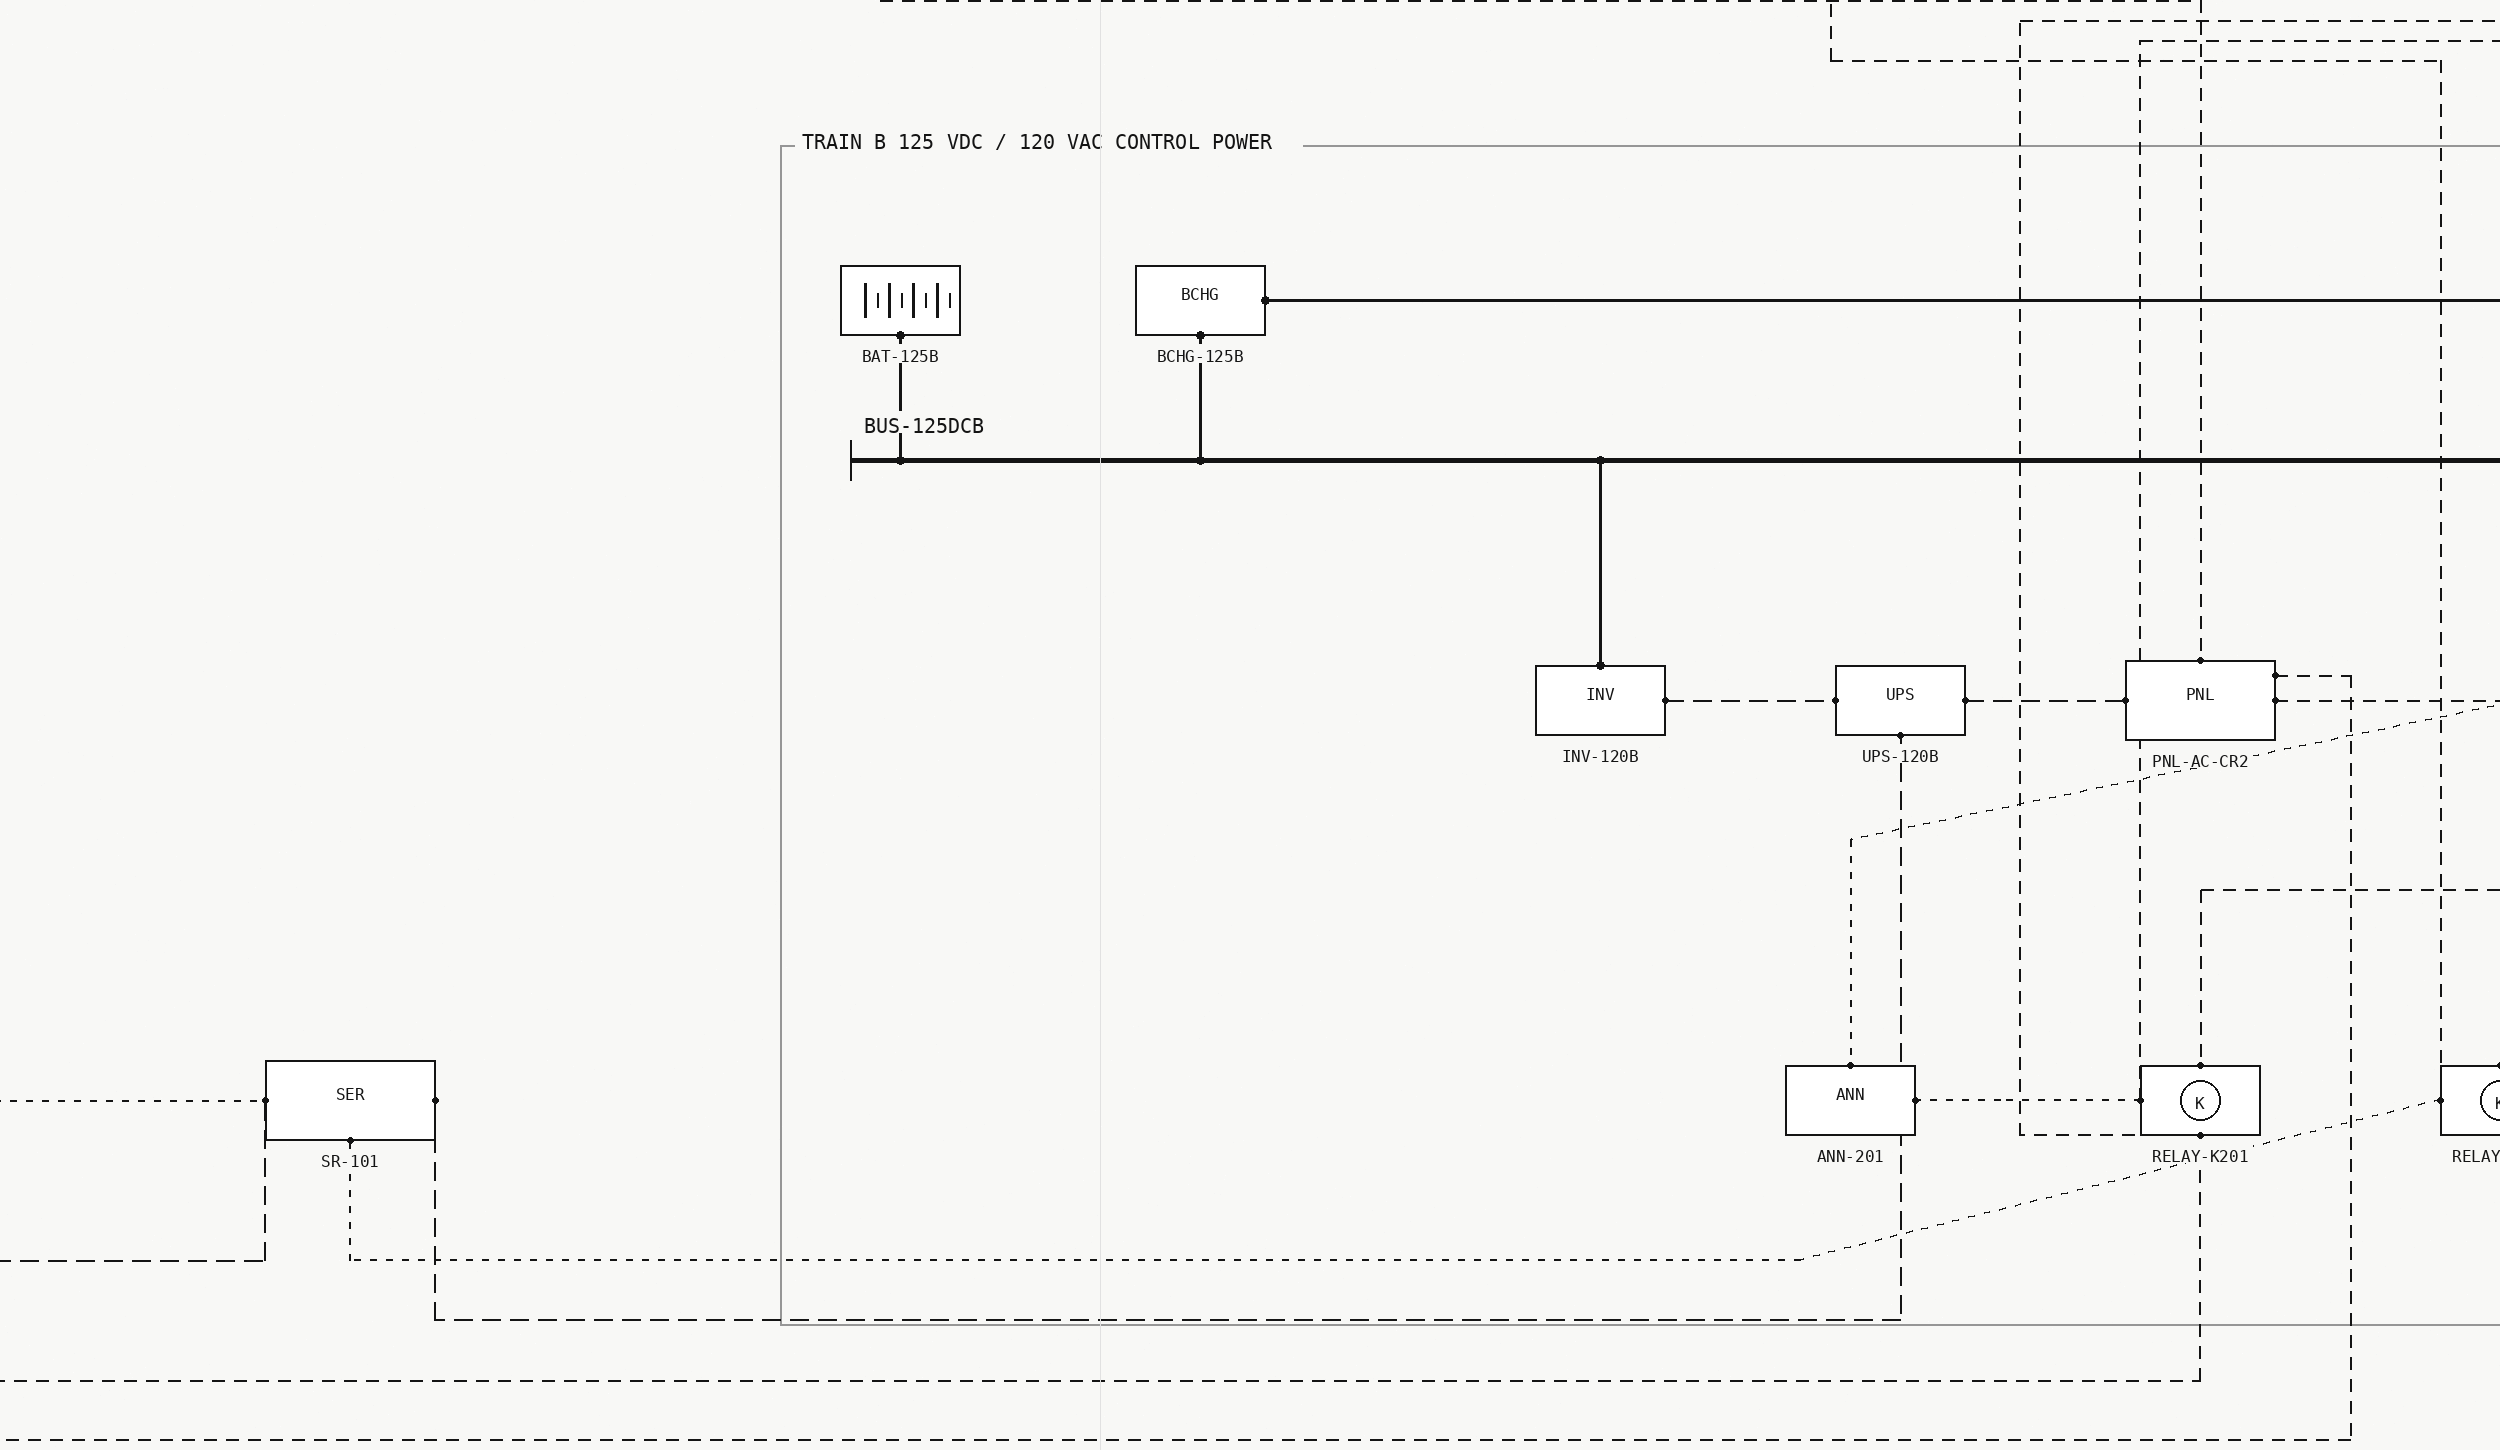 TRAIN B 125 VDC / 120 VAC CONTROL POWER
BCHG
BAT-125B
BCHG-125B
BUS-125DCB
INV
UPS
PNL
INV-120B
UPS-120B
PNL-AC-CR2
SER
ANN
K
K
SR-101
ANN-201
RELAY-K201
RELAY